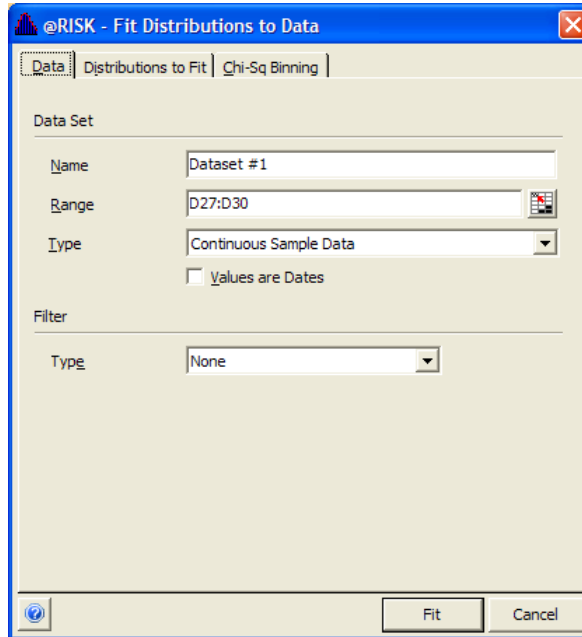 @RISK - Fit Distributions to Data
Data Distributions to Fit Chi-Sq Binning
Data Set
Name Dataset #1
Range D27:D30
Type Continuous Sample Data
Values are Dates
Filter
Type None
Fit Cancel